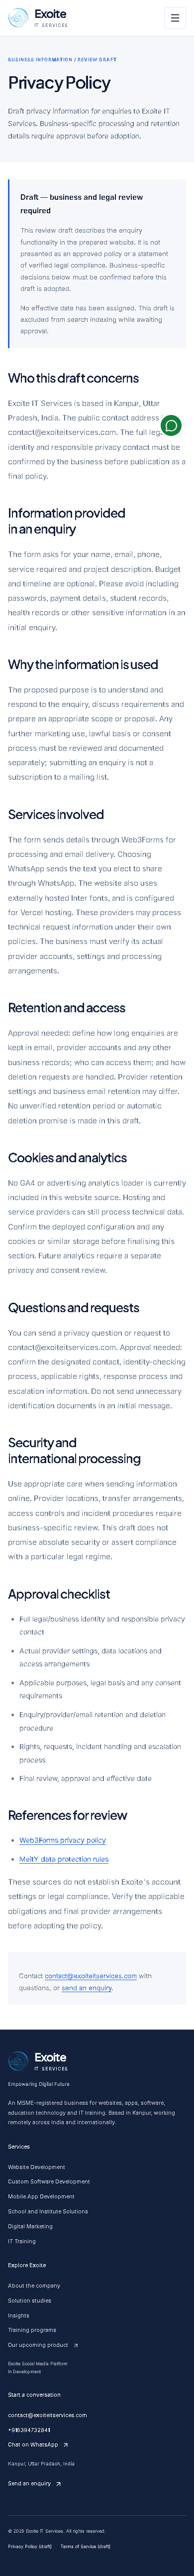 Exoite
IT SERVICES
BUSINESS INFORMATION / REVIEW DRAFT
Privacy Policy
Draft privacy information for enquiries to Exoite IT
Services. Business-specific processing and retention
details require approval before adoption.
Draft — business and legal review
required
This review draft describes the enquiry
functionality in the prepared website. It is not
presented as an approved policy or a statement
of verified legal compliance. Business-specific
decisions below must be confirmed before this
draft is adopted.
No effective date has been assigned. This draft is
excluded from search indexing while awaiting
approval.
Who this draft concerns
Exoite IT Services is based in Kanpur, Uttar
Pradesh, India. The public contact address
contact@exoiteitservices.com. The full legal
identity and responsible privacy contact must be
confirmed by the business before publication as a
final policy.
Information provided
in an enquiry
The form asks for your name, email, phone,
service required and project description. Budget
and timeline are optional. Please avoid including
passwords, payment details, student records,
health records or other sensitive information in an
initial enquiry.
Why the information is used
The proposed purpose is to understand and
respond to the enquiry, discuss requirements and
prepare an appropriate scope or proposal. Any
further marketing use, lawful basis or consent
process must be reviewed and documented
separately; submitting an enquiry is not a
subscription to a mailing list.
Services involved
The form sends details through Web3Forms for
processing and email delivery. Choosing
WhatsApp sends the text you elect to share
through WhatsApp. The website also uses
externally hosted Inter fonts, and is configured
for Vercel hosting. These providers may process
technical request information under their own
policies. The business must verify its actual
provider accounts, settings and processing
arrangements.
Retention and access
Approval needed: define how long enquiries are
kept in email, provider accounts and any other
business records; who can access them; and how
deletion requests are handled. Provider retention
settings and business email retention may differ.
No unverified retention period or automatic
deletion promise is made in this draft.
Cookies and analytics
No GA4 or advertising analytics loader is currently
included in this website source. Hosting and
service providers can still process technical data.
Confirm the deployed configuration and any
cookies or similar storage before finalising this
section. Future analytics require a separate
privacy and consent review.
Questions and requests
You can send a privacy question or request to
contact@exoiteitservices.com. Approval needed:
confirm the designated contact, identity-checking
process, applicable rights, response process and
escalation information. Do not send unnecessary
identification documents in an initial message.
Security and
international processing
Use appropriate care when sending information
online. Provider locations, transfer arrangements,
access controls and incident procedures require
business-specific review. This draft does not
promise absolute security or assert compliance
with a particular legal regime.
Approval checklist
Full legal/business identity and responsible privacy
contact
Actual provider settings, data locations and
access arrangements
Applicable purposes, legal basis and any consent
requirements
Enquiry/provider/email retention and deletion
procedure
Rights, requests, incident handling and escalation
process
Final review, approval and effective date
References for review
Web3Forms privacy policy
MeitY data protection rules
These sources do not establish Exoite's account
settings or legal compliance. Verify the applicable
obligations and final provider arrangements
before adopting the policy.
Contact contact@exoiteitservices.com with
questions, or send an enquiry.
Exoite
IT SERVICES
Empowering Digital Future
An MSME-registered business for websites, apps, software,
education technology and IT training. Based in Kanpur, working
remotely across India and internationally.
Services
Website Development
Custom Software Development
Mobile App Development
School and Institute Solutions
Digital Marketing
IT Training
Explore Exoite
About the company
Solution studies
Insights
Training programs
Our upcoming product
Exoite Social Media Platform
In Development
Start a conversation
contact@exoiteitservices.com
+916394732841
Chat on WhatsApp
Kanpur, Uttar Pradesh, India
Send an enquiry
Exoite IT Services. All rights reserved.
Privacy Policy (draft) Terms of Service (draft)